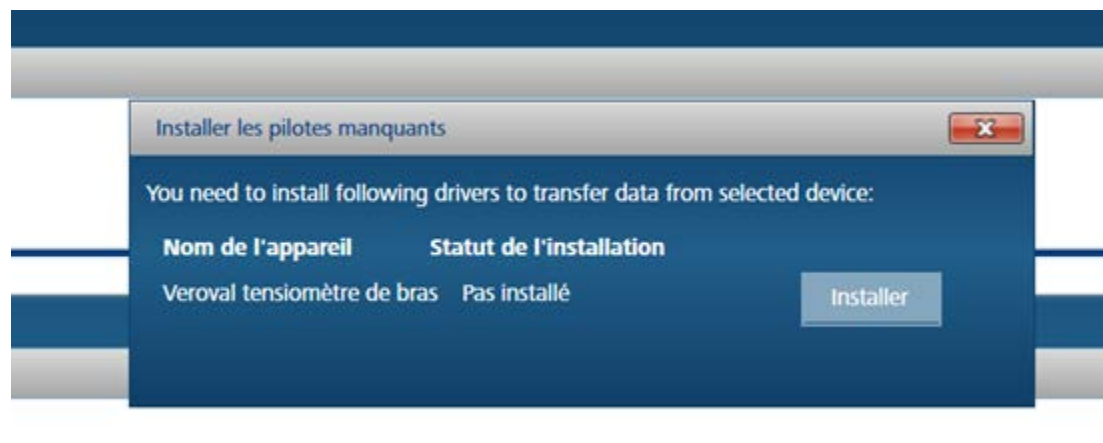 Installer les pilotes manquants
You need to install following drivers to transfer data from selected device:
Nom de l'appareil Statut de l'installation
Veroval tensiomètre de bras Pas installé Installer